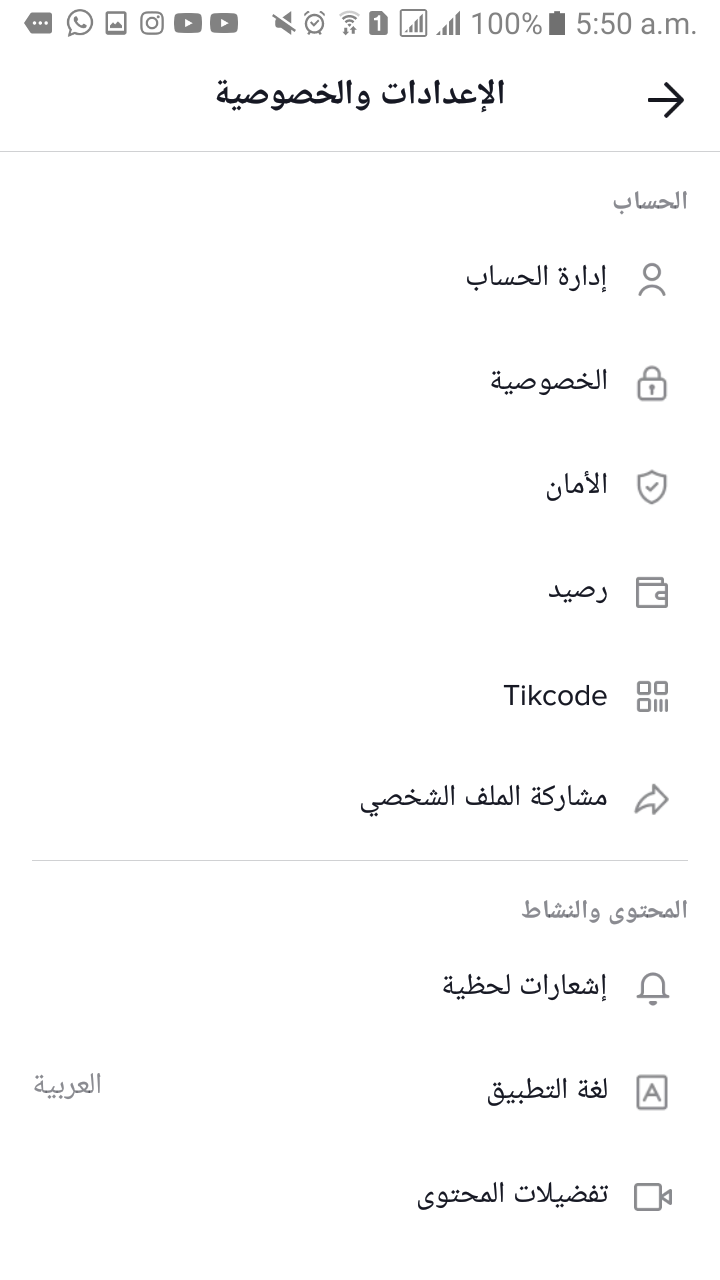 1 100% 5:50 a.m.
الإعدادات والخصوصية
الحساب
إدارة الحساب
الخصوصية
الأمان
رصيد
Tikcode
مشاركة الملف الشخصي
المحتوى والنشاط
إشعارات لحظية
لغة التطبيق العربية
تفضيلات المحتوى